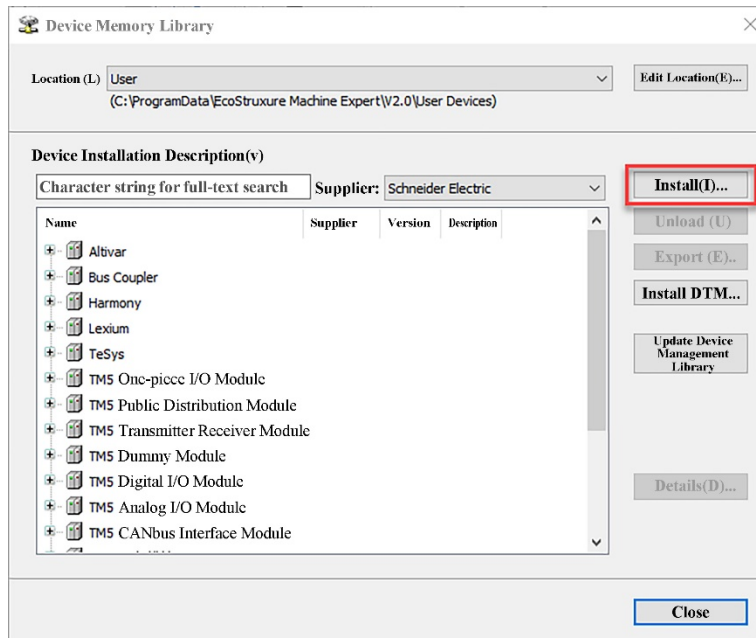 Device Memory Library
Location (L) User Edit Location(E)...
(C:\ProgramData\EcoStruxure Machine Expert\V2.0\User Devices)
Device Installation Description(v)
Character string for full-text search Supplier: Schneider Electric Install(I)...
Name Supplier Version Description Unload (U)
Altivar Export (E)..
Bus Coupler
Harmony Install DTM...
Lexium
TeSys Update Device
Management
Library
TM5 One-piece I/O Module
TM5 Public Distribution Module
TM5 Transmitter Receiver Module
TM5 Dummy Module
TM5 Digital I/O Module Details(D)...
TM5 Analog I/O Module
TM5 CANbus Interface Module
Close